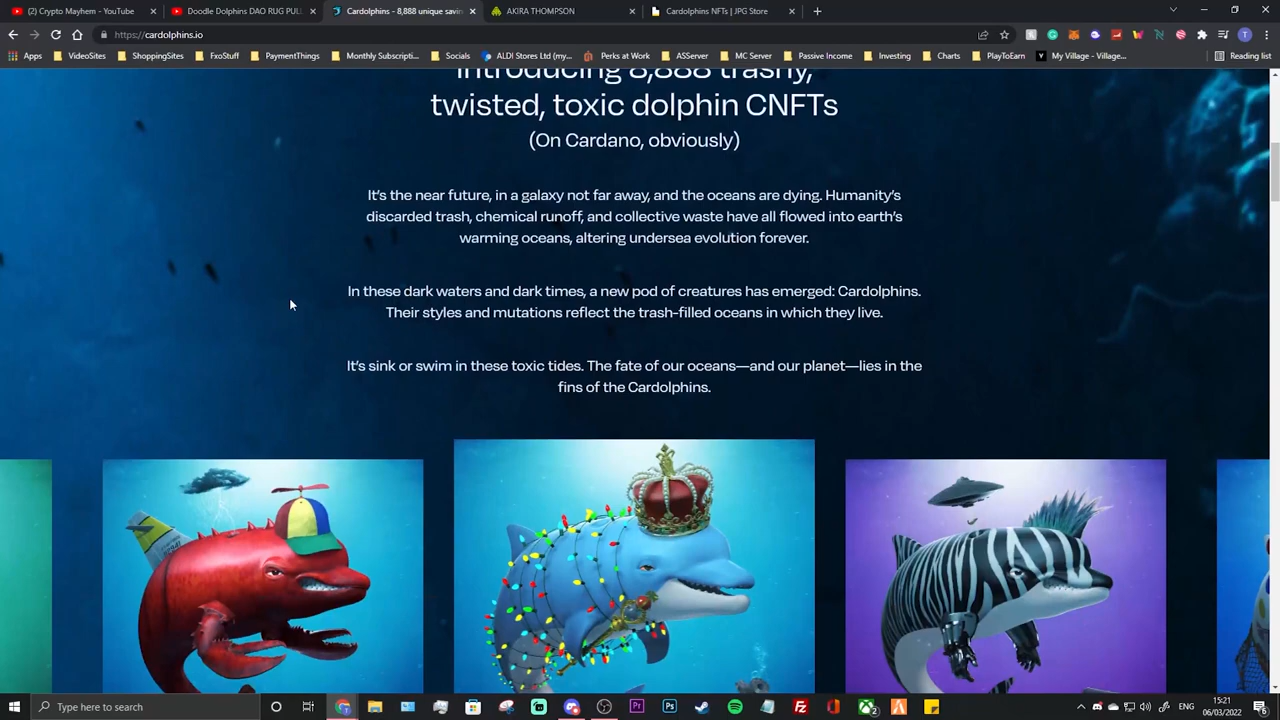 (2) Crypto Mayhem - YouTube
Doodle Dolphins DAO RUG PULL
Cardolphins - 8,888 unique savin
AKIRA THOMPSON
Cardolphins NFTs | JPG Store
https://cardolphins.io
Apps
VideoSites
ShoppingSites
FxoStuff
PaymentThings
Monthly Subscripti...
Socials
ALDI Stores Ltd (my...
Perks at Work
ASServer
MC Server
Passive Income
Investing
Charts
PlayToEarn
My Village - Village...
Reading list
Introducing 8,888 trashy,
twisted, toxic dolphin CNFTs
(On Cardano, obviously)
It's the near future, in a galaxy not far away, and the oceans are dying. Humanity's
discarded trash, chemical runoff, and collective waste have all flowed into earth's
warming oceans, altering undersea evolution forever.
In these dark waters and dark times, a new pod of creatures has emerged: Cardolphins.
Their styles and mutations reflect the trash-filled oceans in which they live.
It's sink or swim in these toxic tides. The fate of our oceans—and our planet—lies in the
fins of the Cardolphins.
Type here to search
ENG
15:21
06/03/2022